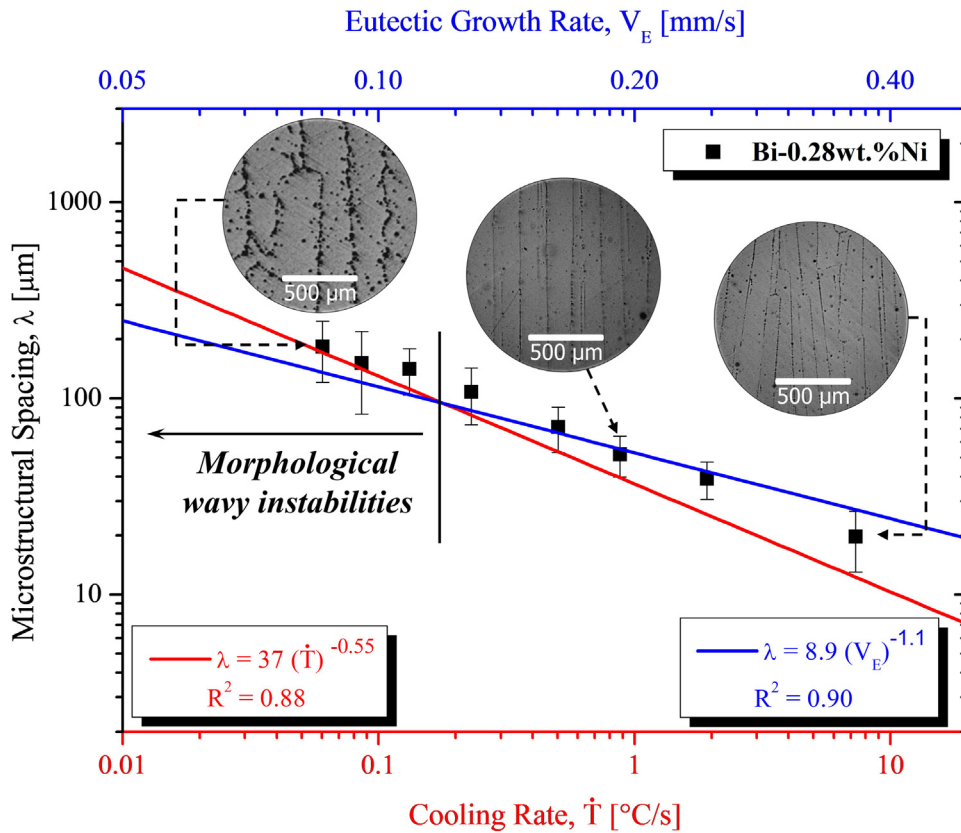 Eutectic Growth Rate, V_E [mm/s]
0.05 0.10 0.20 0.40
Bi-0.28wt.%Ni
1000
100
10
Microstructural Spacing, λ [µm]
500 µm
500 µm
500 µm
Morphological
wavy instabilities
λ = 37 (Ṫ)^-0.55
R² = 0.88
λ = 8.9 (V_E)^-1.1
R² = 0.90
0.01 0.1 1 10
Cooling Rate, Ṫ [°C/s]